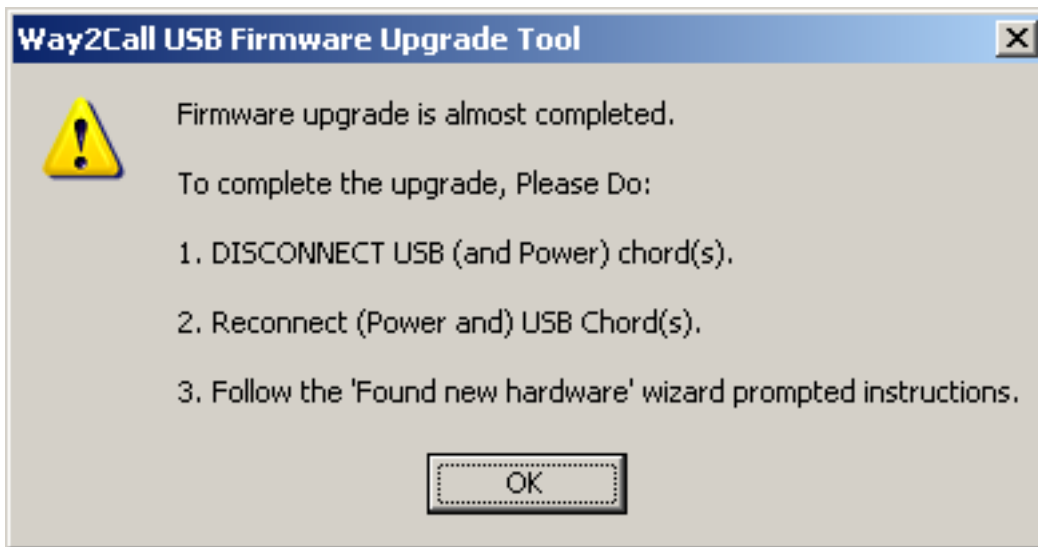 Way2Call USB Firmware Upgrade Tool
Firmware upgrade is almost completed.
To complete the upgrade, Please Do:
1. DISCONNECT USB (and Power) chord(s).
2. Reconnect (Power and) USB Chord(s).
3. Follow the 'Found new hardware' wizard prompted instructions.
OK